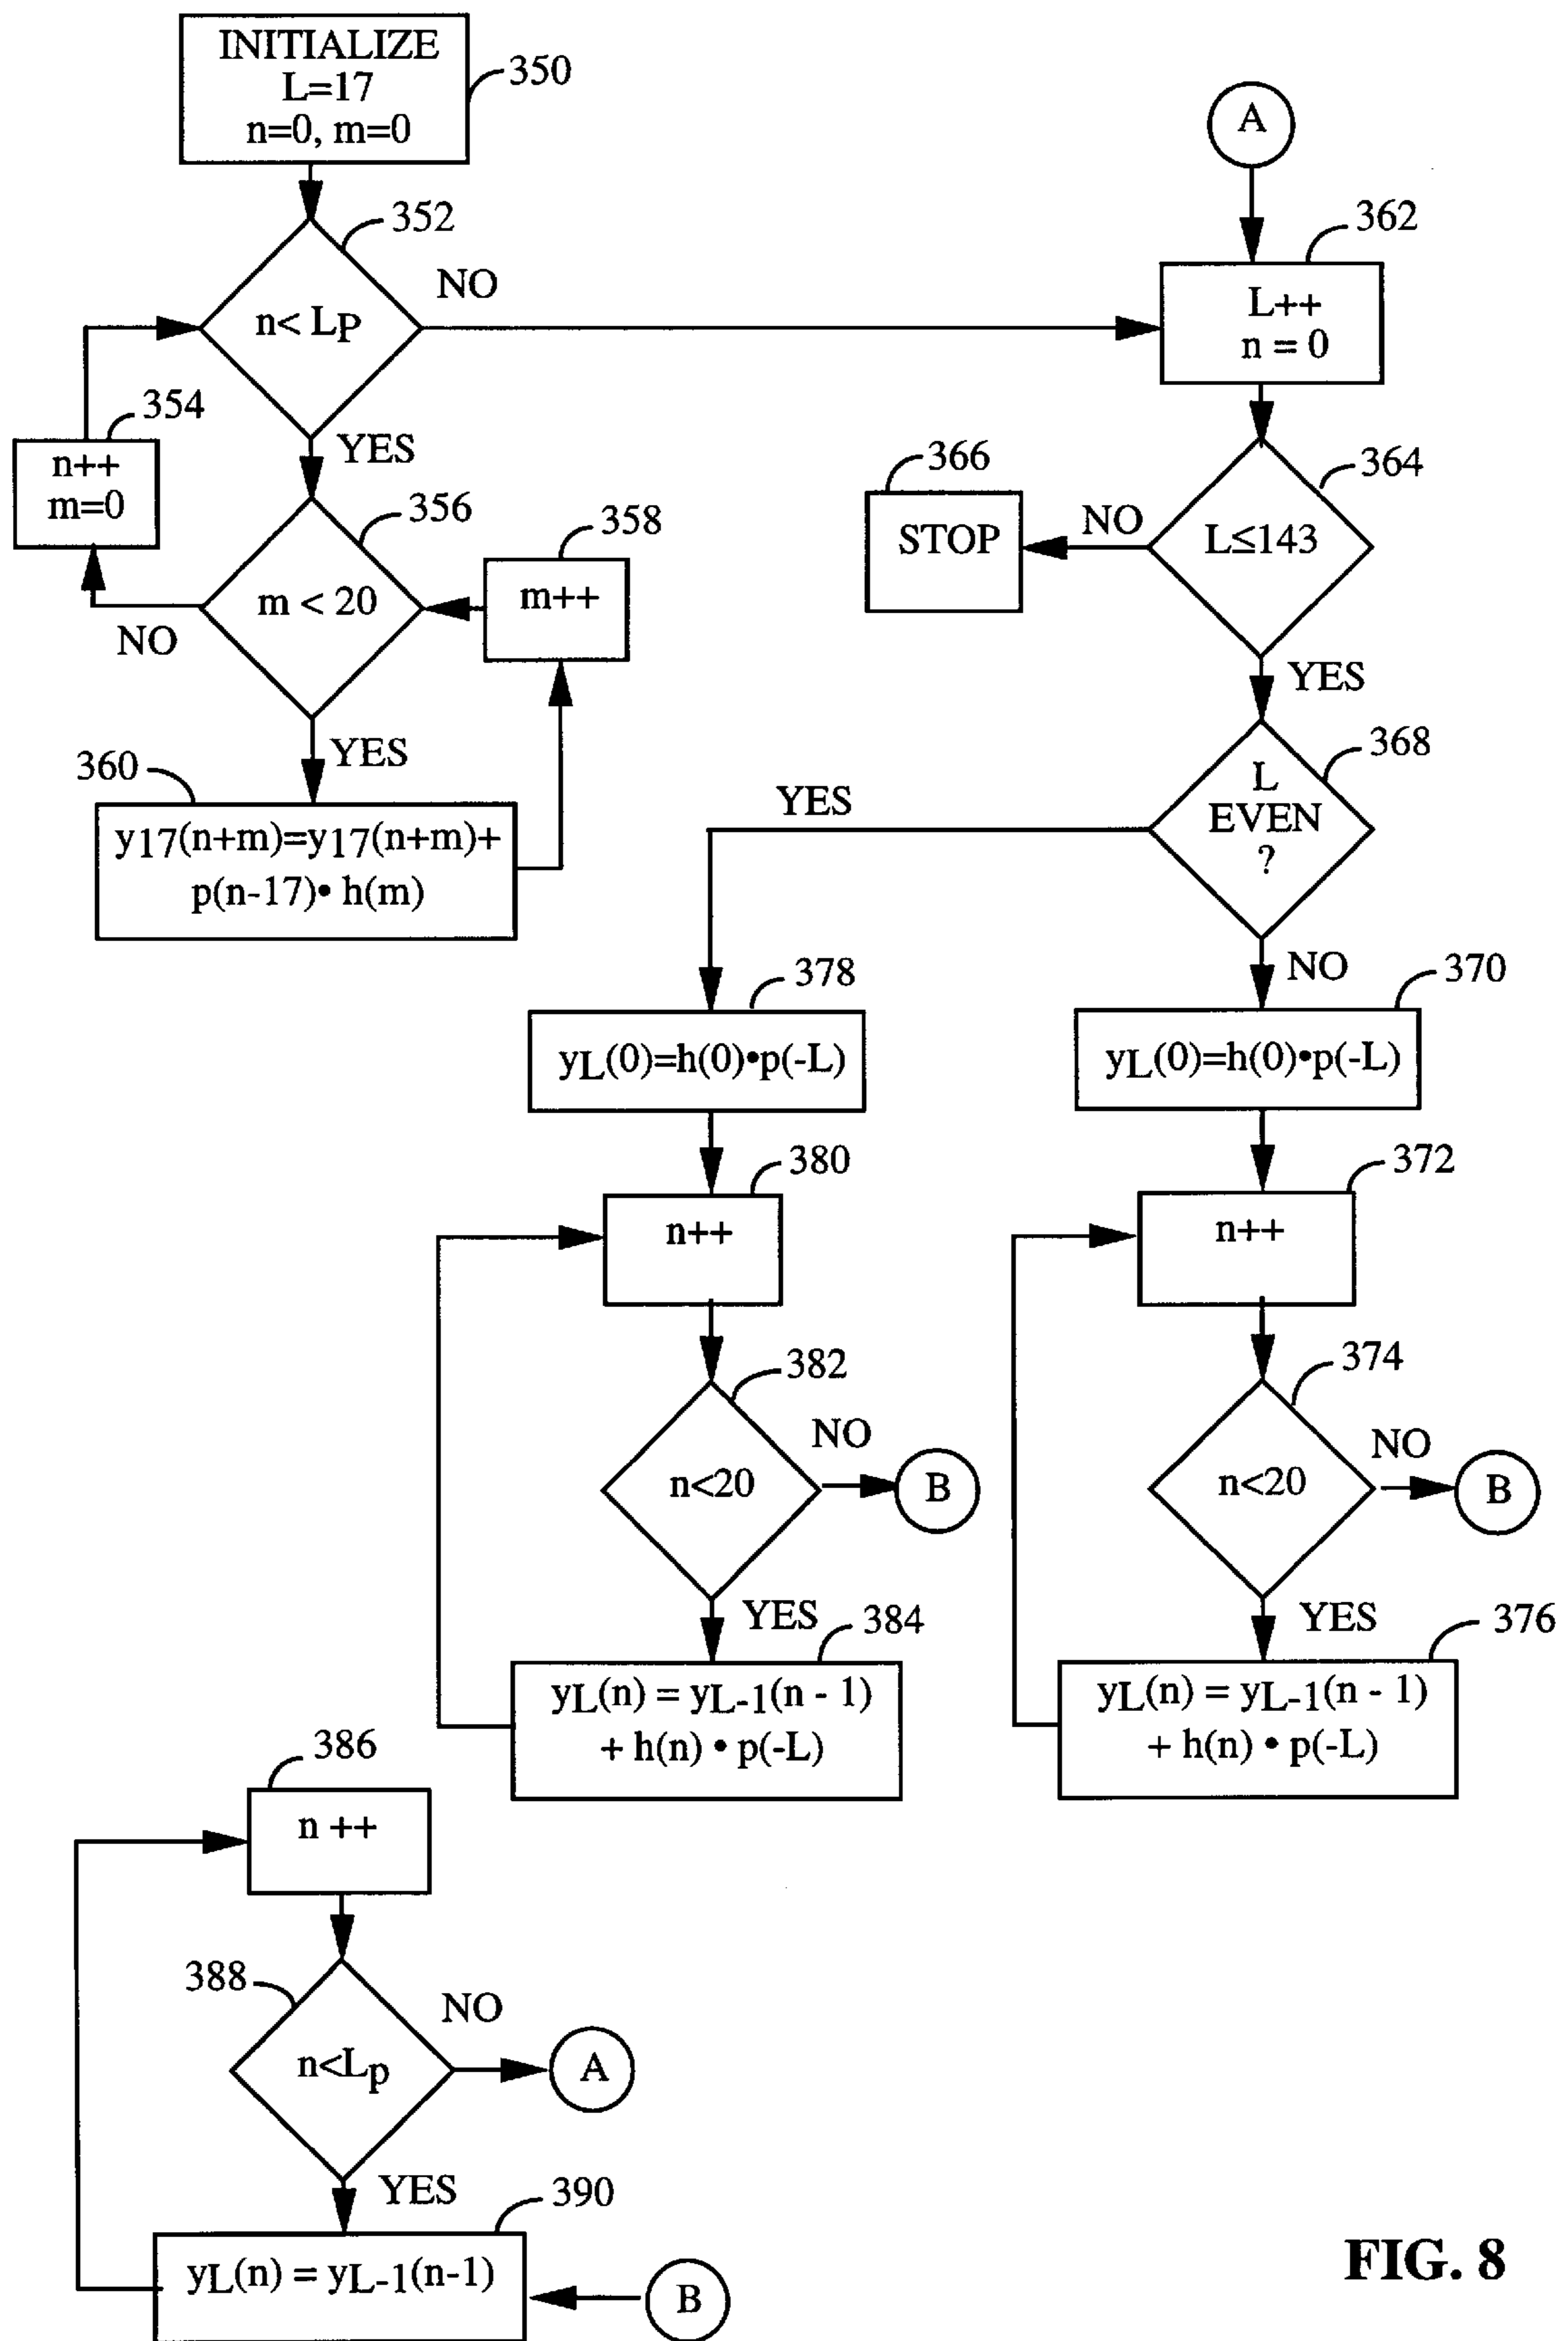 INITIALIZE
L=17
n=0, m=0
350
352
n< LP
NO
YES
354
n++
m=0
356
m < 20
NO
358
m++
YES
360
y17(n+m)=y17(n+m)+
p(n-17)• h(m)
A
362
L++
n = 0
364
L≤143
NO
366
STOP
YES
368
L
EVEN
?
YES
NO
378
yL(0)=h(0)•p(-L)
380
n++
382
n<20
NO
B
YES
384
yL(n) = yL-1(n - 1)
+ h(n) • p(-L)
370
yL(0)=h(0)•p(-L)
372
n++
374
n<20
NO
B
YES
376
yL(n) = yL-1(n - 1)
+ h(n) • p(-L)
386
n ++
388
n<Lp
NO
A
YES
390
yL(n) = yL-1(n-1)
B
FIG. 8